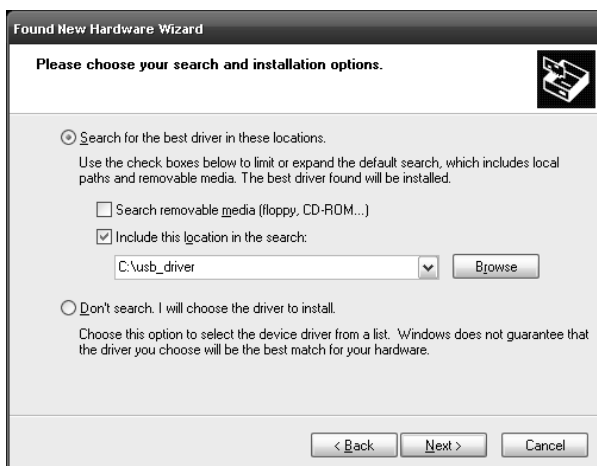 Found New Hardware Wizard
Please choose your search and installation options.
Search for the best driver in these locations.
Use the check boxes below to limit or expand the default search, which includes local
paths and removable media. The best driver found will be installed.
Search removable media (floppy, CD-ROM...)
Include this location in the search:
C:\usb_driver
Browse
Don't search. I will choose the driver to install.
Choose this option to select the device driver from a list. Windows does not guarantee that
the driver you choose will be the best match for your hardware.
< Back Next > Cancel